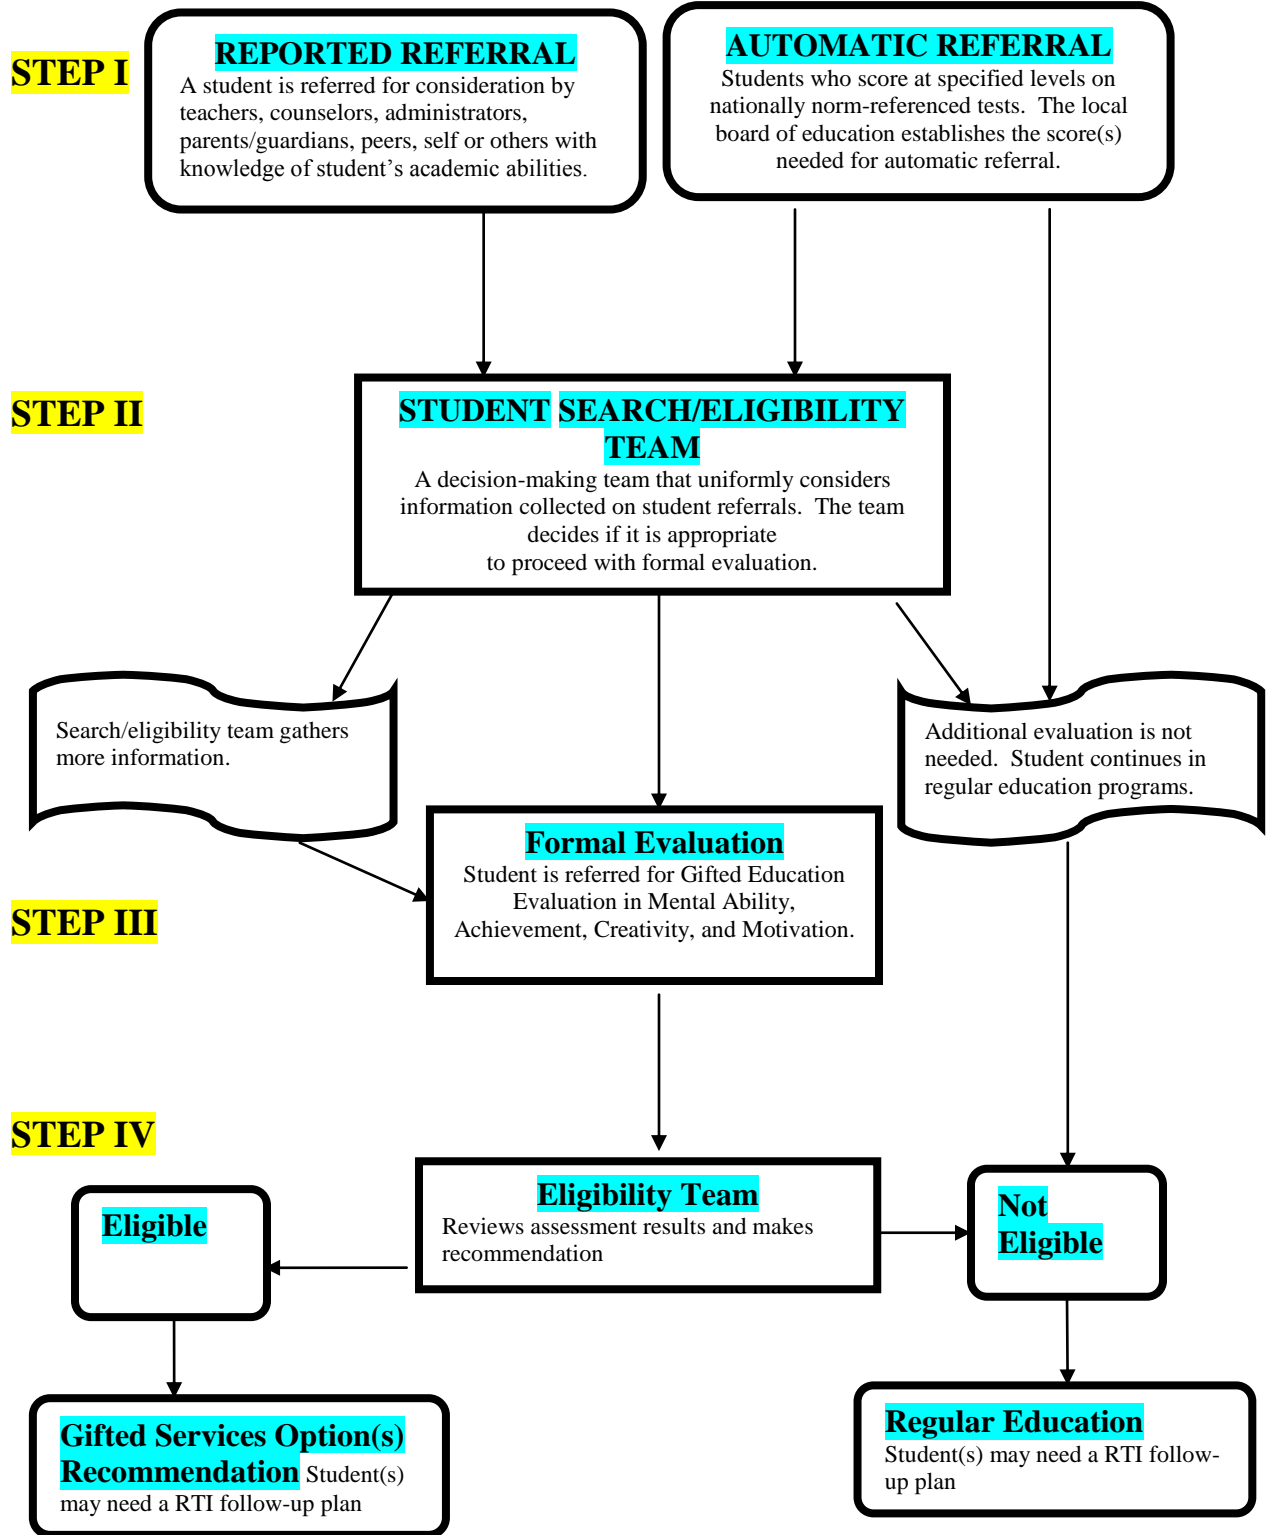 STEP I
REPORTED REFERRAL
A student is referred for consideration by
teachers, counselors, administrators,
parents/guardians, peers, self or others with
knowledge of student’s academic abilities.
AUTOMATIC REFERRAL
Students who score at specified levels on
nationally norm-referenced tests.  The local
board of education establishes the score(s)
needed for automatic referral.
STEP II
STUDENT SEARCH/ELIGIBILITY
TEAM
A decision-making team that uniformly considers
information collected on student referrals.  The team
decides if it is appropriate
to proceed with formal evaluation.
Search/eligibility team gathers
more information.
Additional evaluation is not
needed.  Student continues in
regular education programs.
STEP III
Formal Evaluation
Student is referred for Gifted Education
Evaluation in Mental Ability,
Achievement, Creativity, and Motivation.
STEP IV
Eligible
Eligibility Team
Reviews assessment results and makes
recommendation
Not
Eligible
Gifted Services Option(s)
Recommendation Student(s)
may need a RTI follow-up plan
Regular Education
Student(s) may need a RTI follow-
up plan